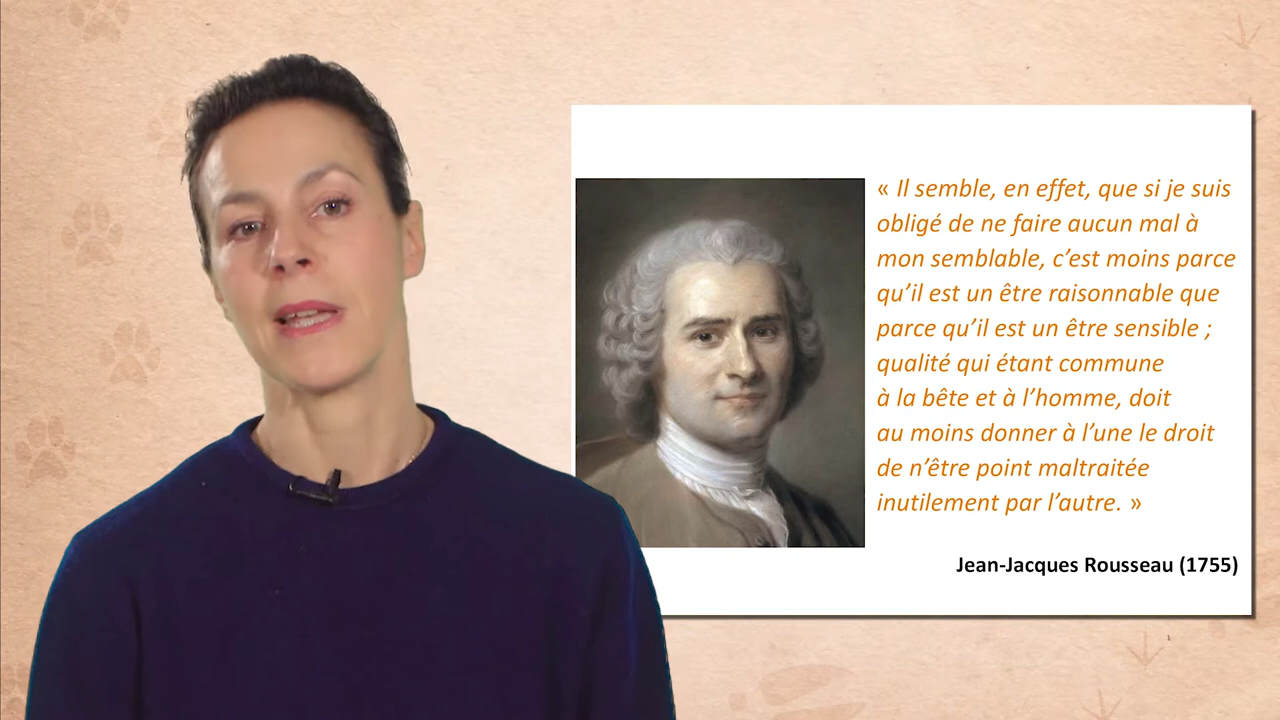 « Il semble, en effet, que si je suis
obligé de ne faire aucun mal à
mon semblable, c’est moins parce
qu’il est un être raisonnable que
parce qu’il est un être sensible ;
qualité qui étant commune
à la bête et à l’homme, doit
au moins donner à l’une le droit
de n’être point maltraitée
inutilement par l’autre. »
Jean-Jacques Rousseau (1755)